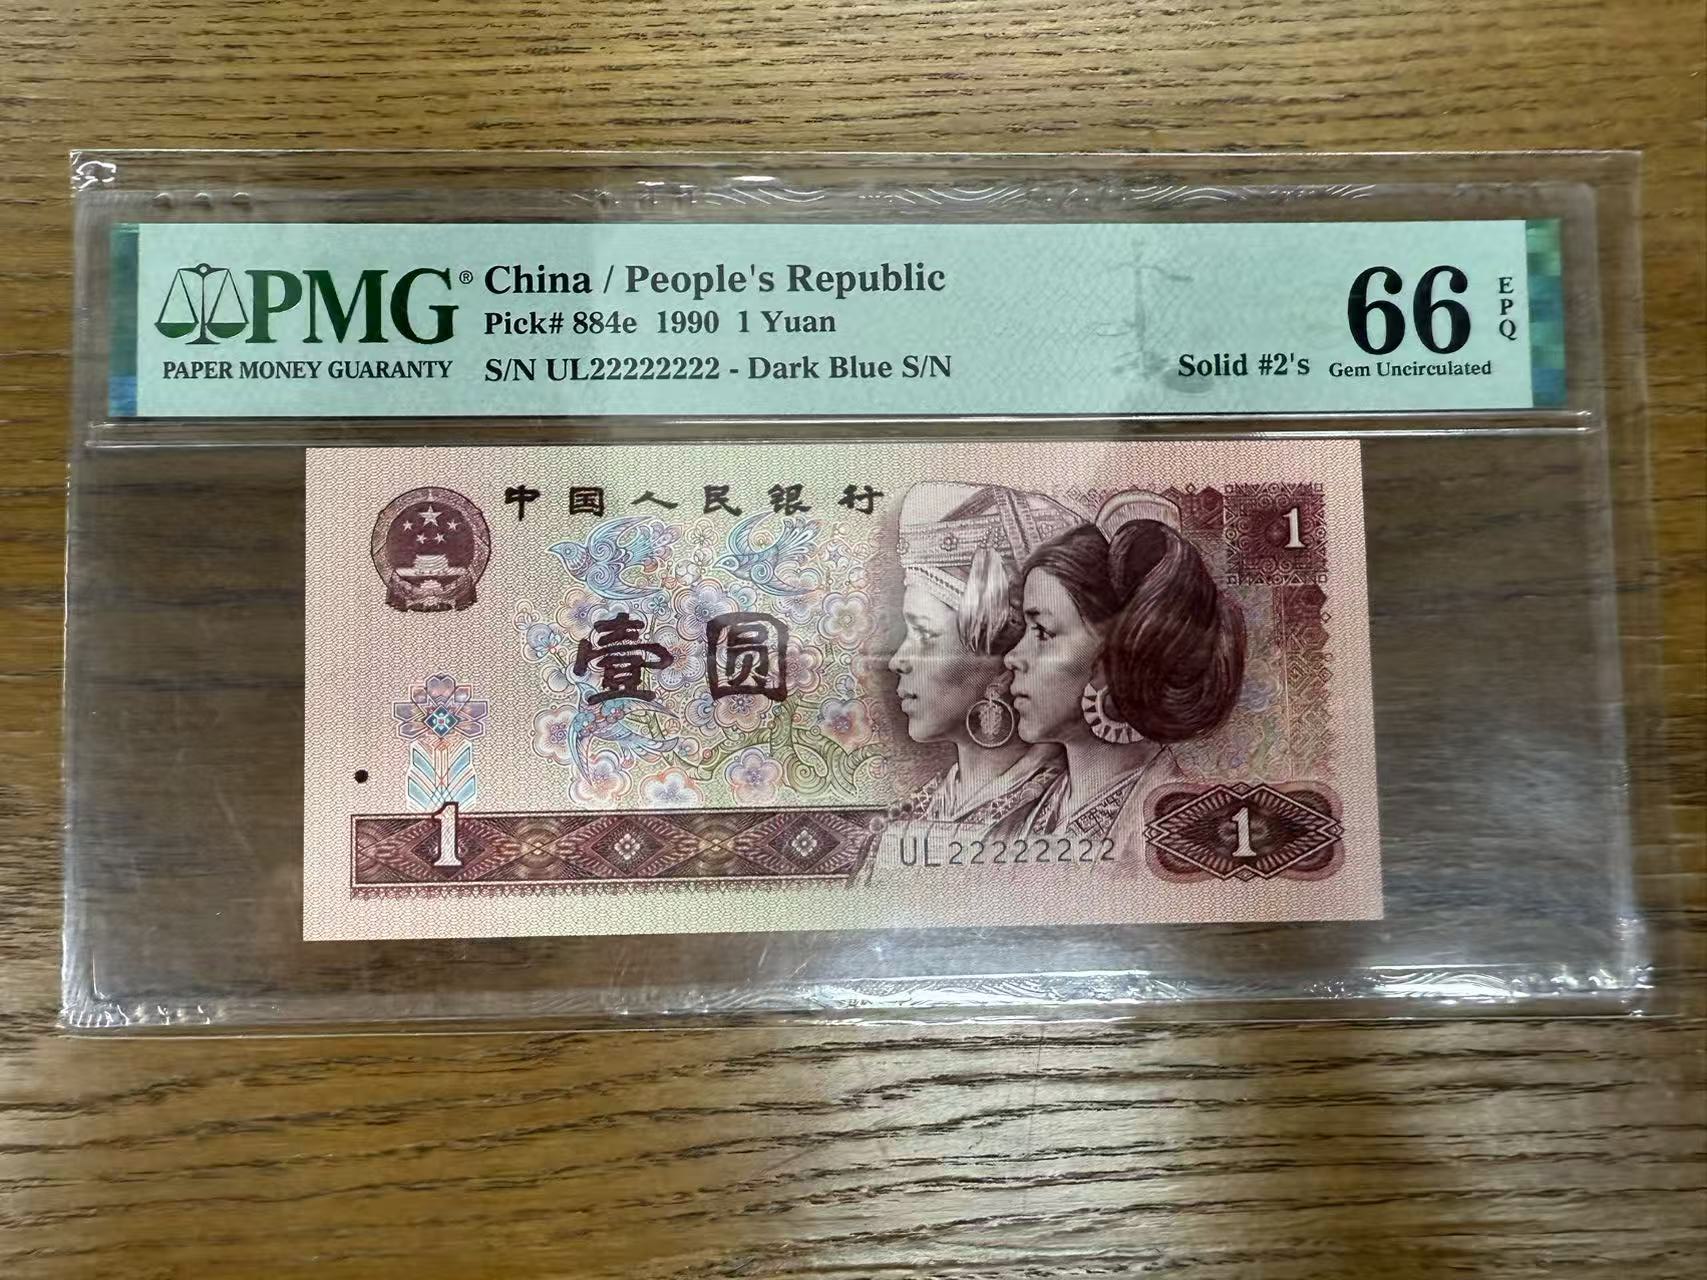 PMG®
PAPER MONEY GUARANTY
China / People's Republic
Pick# 884e 1990 1 Yuan
S/N UL22222222 - Dark Blue S/N
Solid #2's
66
EPQ
Gem Uncirculated
中国人民银行
1
壹圆
1
UL22222222
1